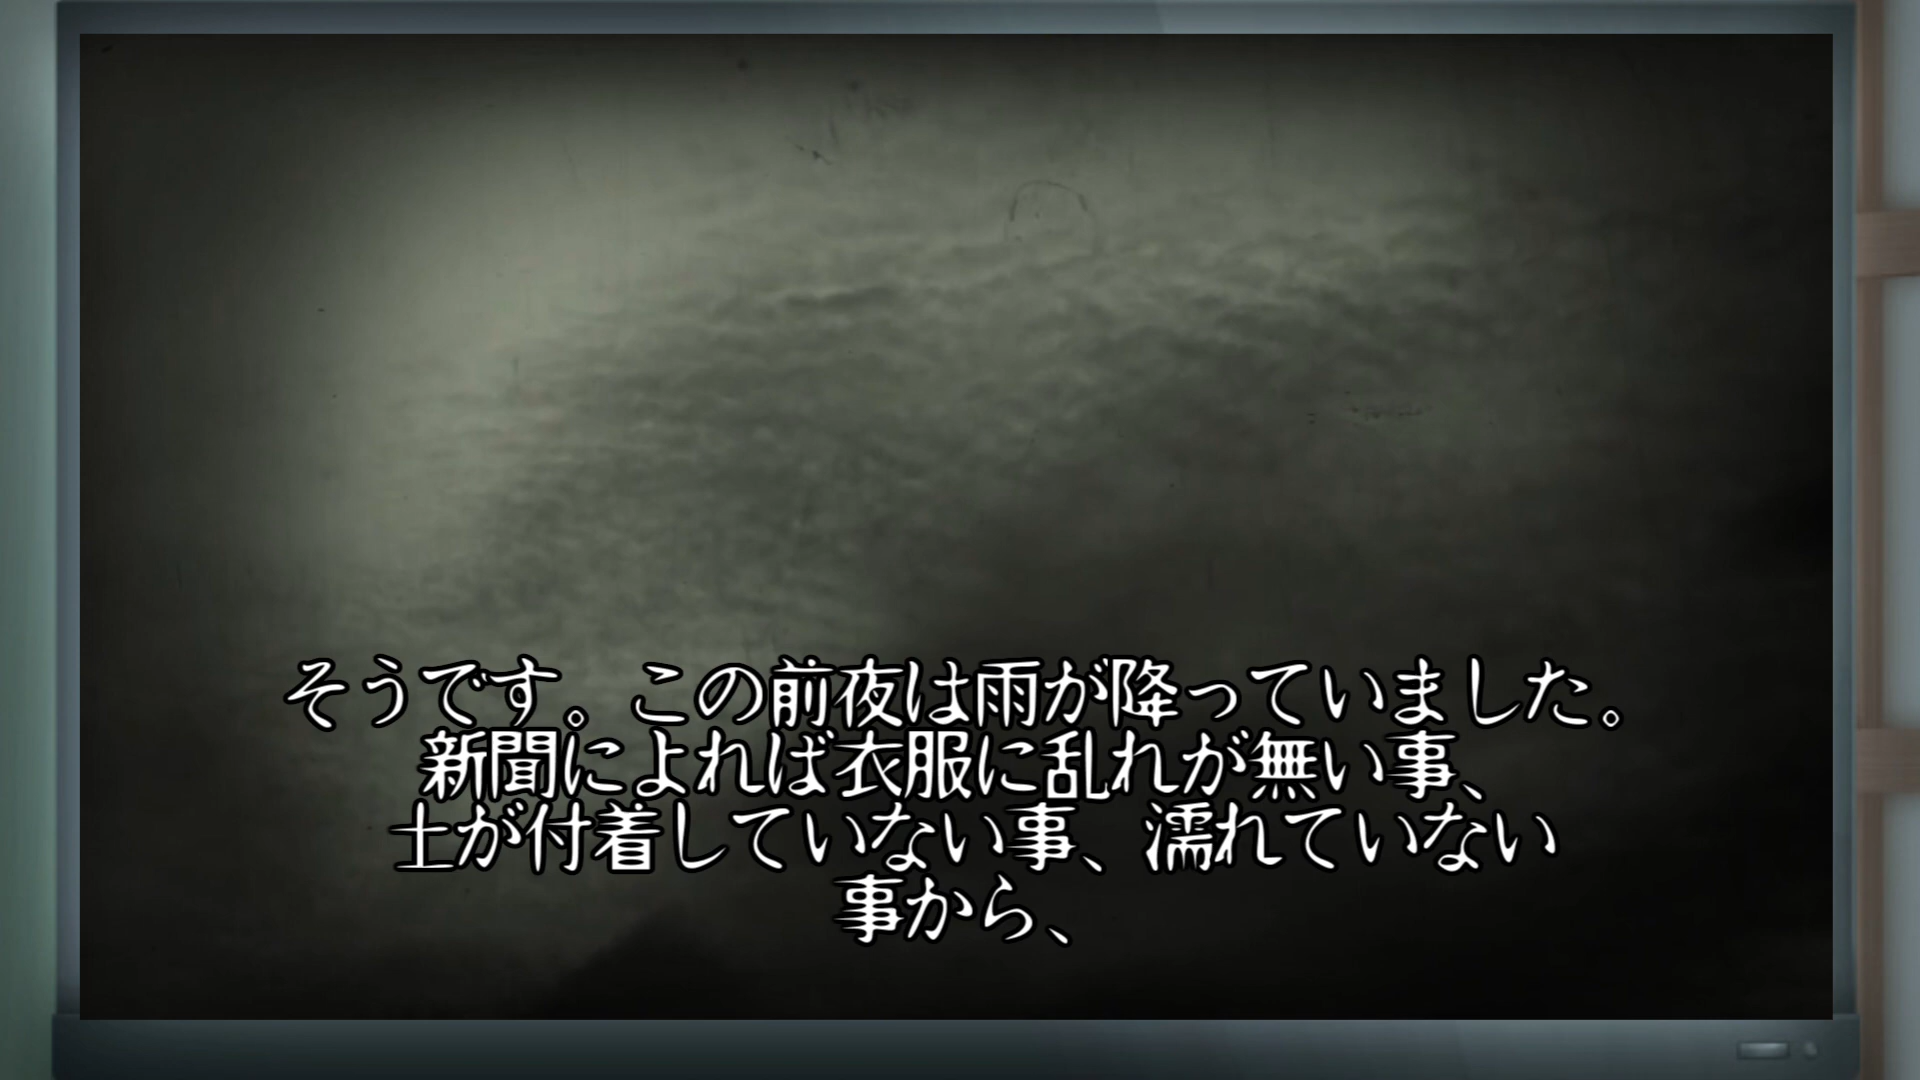 そうです。この前夜は雨が降っていました。
新聞によれば衣服に乱れが無い事、
土が付着していない事、濡れていない
事から、